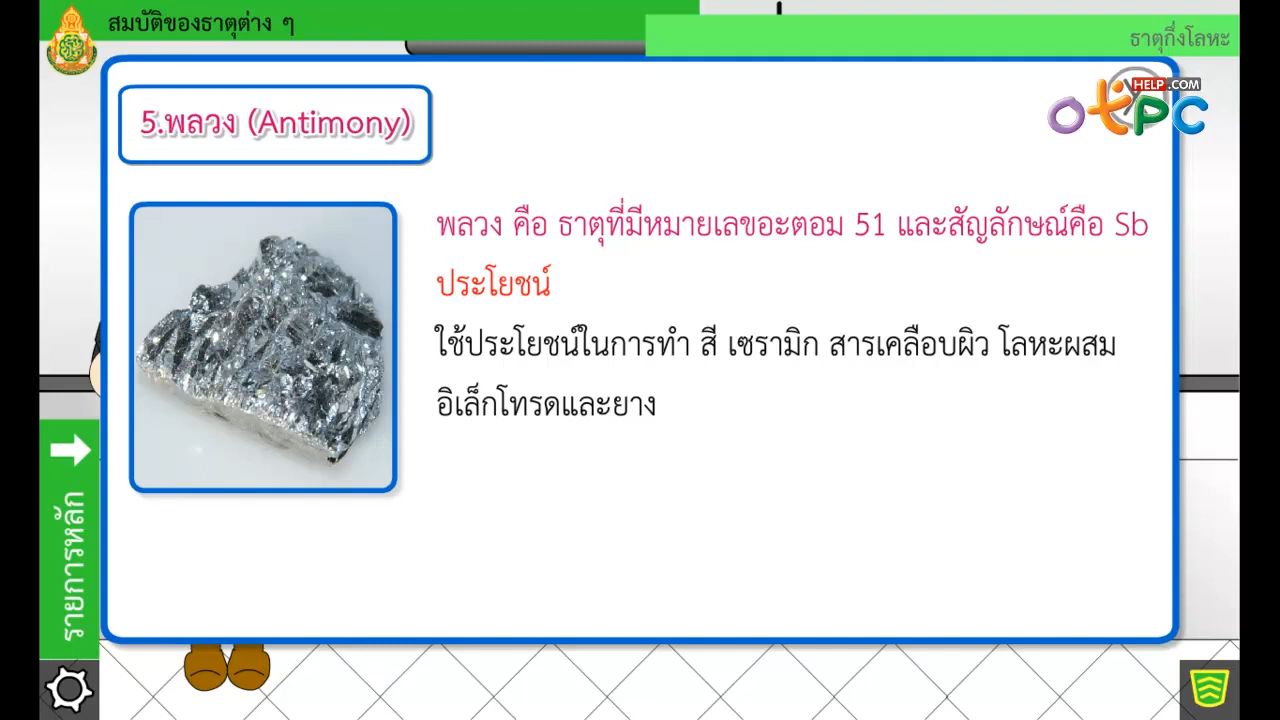 สมบัติของธาตุต่าง ๆ
ธาตุกึ่งโลหะ
HELP.COM
OTPC
5.พลวง (Antimony)
พลวง คือ ธาตุที่มีหมายเลขอะตอม 51 และสัญลักษณ์คือ Sb
ประโยชน์
ใช้ประโยชน์ในการทำ สี เซรามิก สารเคลือบผิว โลหะผสม
อิเล็กโทรดและยาง
รายการหลัก